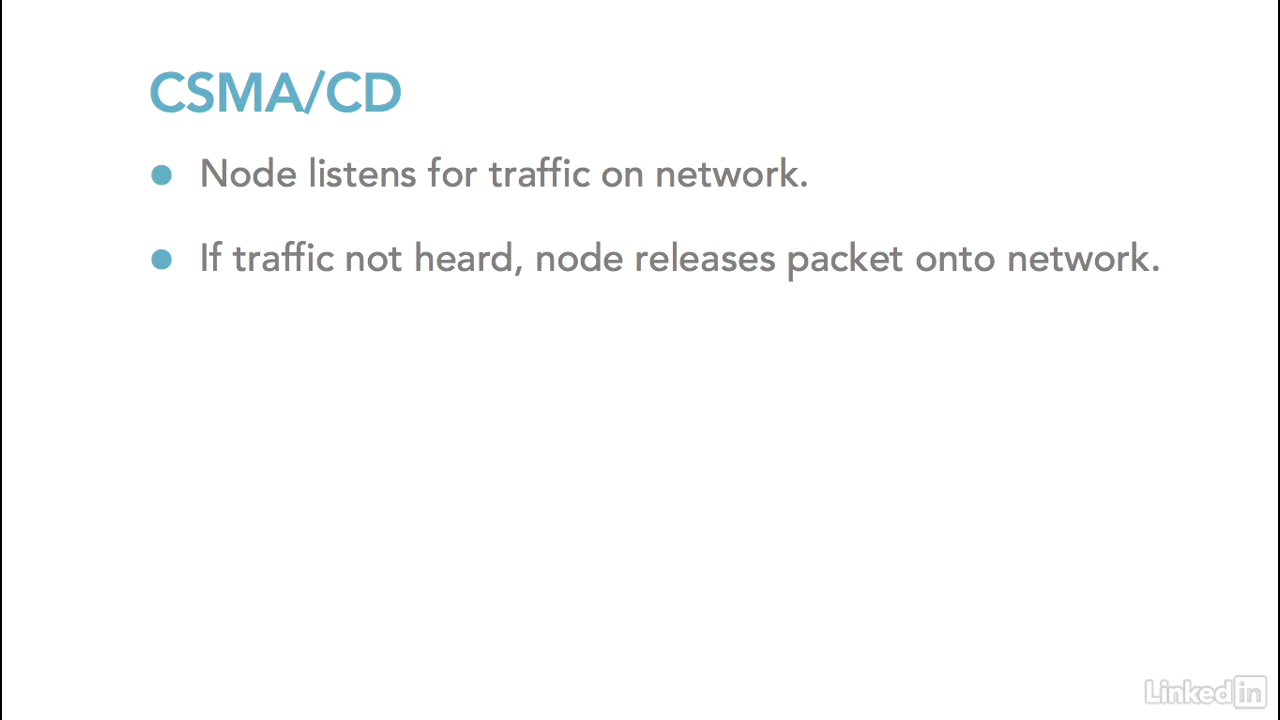 CSMA/CD
Node listens for traffic on network.
If traffic not heard, node releases packet onto network.
Linkedin